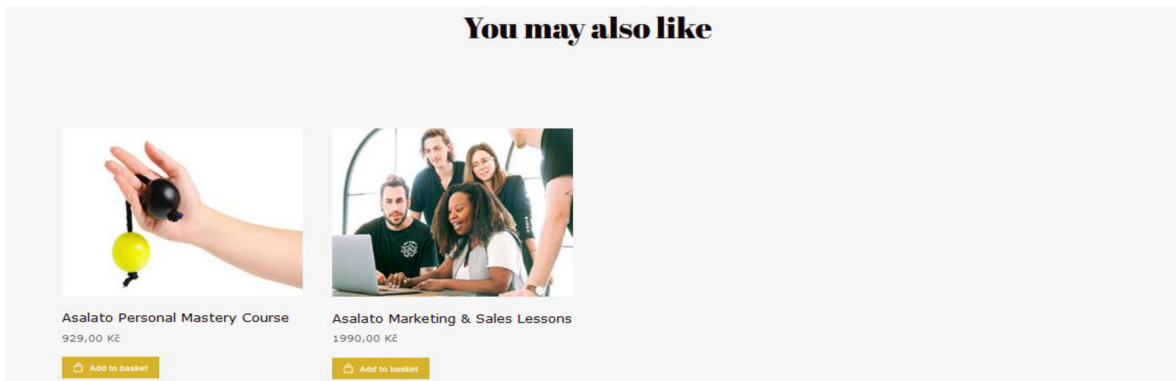 You may also like
Asalato Personal Mastery Course
929,00 Kč
Add to basket
Asalato Marketing & Sales Lessons
1990,00 Kč
Add to basket